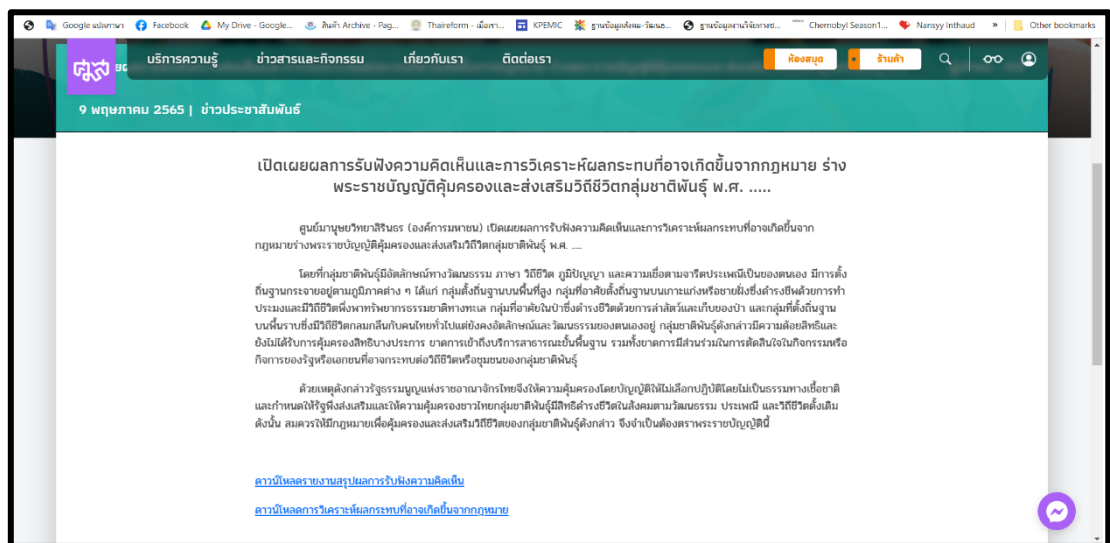 Google แปลภาษา Facebook My Drive - Google... สินค้า Archive - Pag... Thaireform - เมื่อเรา... KPEMIC ฐานข้อมูลสังคม-วัฒนธ... ฐานข้อมูลงานวิจัยทางช... Chernobyl Season1... Nansyy Inthaud » Other bookmarks
ศมส บริการความรู้ ข่าวสารและกิจกรรม เกี่ยวกับเรา ติดต่อเรา ห้องสมุด ร้านค้า
9 พฤษภาคม 2565 | ข่าวประชาสัมพันธ์
เปิดเผยผลการรับฟังความคิดเห็นและการวิเคราะห์ผลกระทบที่อาจเกิดขึ้นจากกฎหมาย ร่าง
พระราชบัญญัติคุ้มครองและส่งเสริมวิถีชีวิตกลุ่มชาติพันธุ์ พ.ศ. .....
ศูนย์มานุษยวิทยาสิรินธร (องค์การมหาชน) เปิดเผยผลการรับฟังความคิดเห็นและการวิเคราะห์ผลกระทบที่อาจเกิดขึ้นจาก
กฎหมายร่างพระราชบัญญัติคุ้มครองและส่งเสริมวิถีชีวิตกลุ่มชาติพันธุ์ พ.ศ. ....
โดยที่กลุ่มชาติพันธุ์มีอัตลักษณ์ทางวัฒนธรรม ภาษา วิถีชีวิต ภูมิปัญญา และความเชื่อตามจารีตประเพณีเป็นของตนเอง มีการตั้ง
ถิ่นฐานกระจายอยู่ตามภูมิภาคต่าง ๆ ได้แก่ กลุ่มตั้งถิ่นฐานบนพื้นที่สูง กลุ่มที่อาศัยตั้งถิ่นฐานบนเกาะแก่งหรือชายฝั่งซึ่งดำรงชีพด้วยการทำ
ประมงและมีวิถีชีวิตพึ่งพาทรัพยากรธรรมชาติทางทะเล กลุ่มที่อาศัยในป่าซึ่งดำรงชีวิตด้วยการล่าสัตว์และเก็บของป่า และกลุ่มที่ตั้งถิ่นฐาน
บนพื้นราบซึ่งมีวิถีชีวิตกลมกลืนกับคนไทยทั่วไปแต่ยังคงอัตลักษณ์และวัฒนธรรมของตนเองอยู่ กลุ่มชาติพันธุ์ดังกล่าวมีความด้อยสิทธิและ
ยังไม่ได้รับการคุ้มครองสิทธิบางประการ ขาดการเข้าถึงบริการสาธารณะขั้นพื้นฐาน รวมทั้งขาดการมีส่วนร่วมในการตัดสินใจในกิจกรรมหรือ
กิจการของรัฐหรือเอกชนที่อาจกระทบต่อวิถีชีวิตหรือชุมชนของกลุ่มชาติพันธุ์
ด้วยเหตุดังกล่าวรัฐธรรมนูญแห่งราชอาณาจักรไทยจึงให้ความคุ้มครองโดยบัญญัติให้ไม่เลือกปฏิบัติโดยไม่เป็นธรรมทางเชื้อชาติ
และกำหนดให้รัฐพึงส่งเสริมและให้ความคุ้มครองชาวไทยกลุ่มชาติพันธุ์มีสิทธิดำรงชีวิตในสังคมตามวัฒนธรรม ประเพณี และวิถีชีวิตดั้งเดิม
ดังนั้น สมควรให้มีกฎหมายเพื่อคุ้มครองและส่งเสริมวิถีชีวิตของกลุ่มชาติพันธุ์ดังกล่าว จึงจำเป็นต้องตราพระราชบัญญัตินี้
ดาวน์โหลดรายงานสรุปผลการรับฟังความคิดเห็น
ดาวน์โหลดการวิเคราะห์ผลกระทบที่อาจเกิดขึ้นจากกฎหมาย